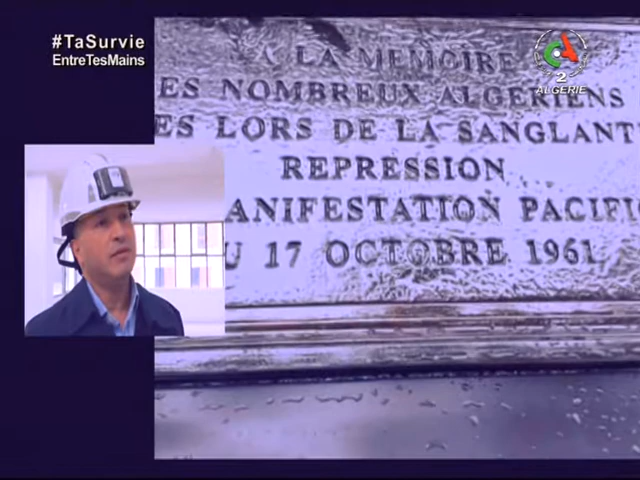 #TaSurvie
EntreTesMains
2
ALGERIE
A LA MEMOIRE
ES NOMBREUX ALGERIENS
ES LORS DE LA SANGLANT
REPRESSION
ANIFESTATION PACIFI
U 17 OCTOBRE 1961